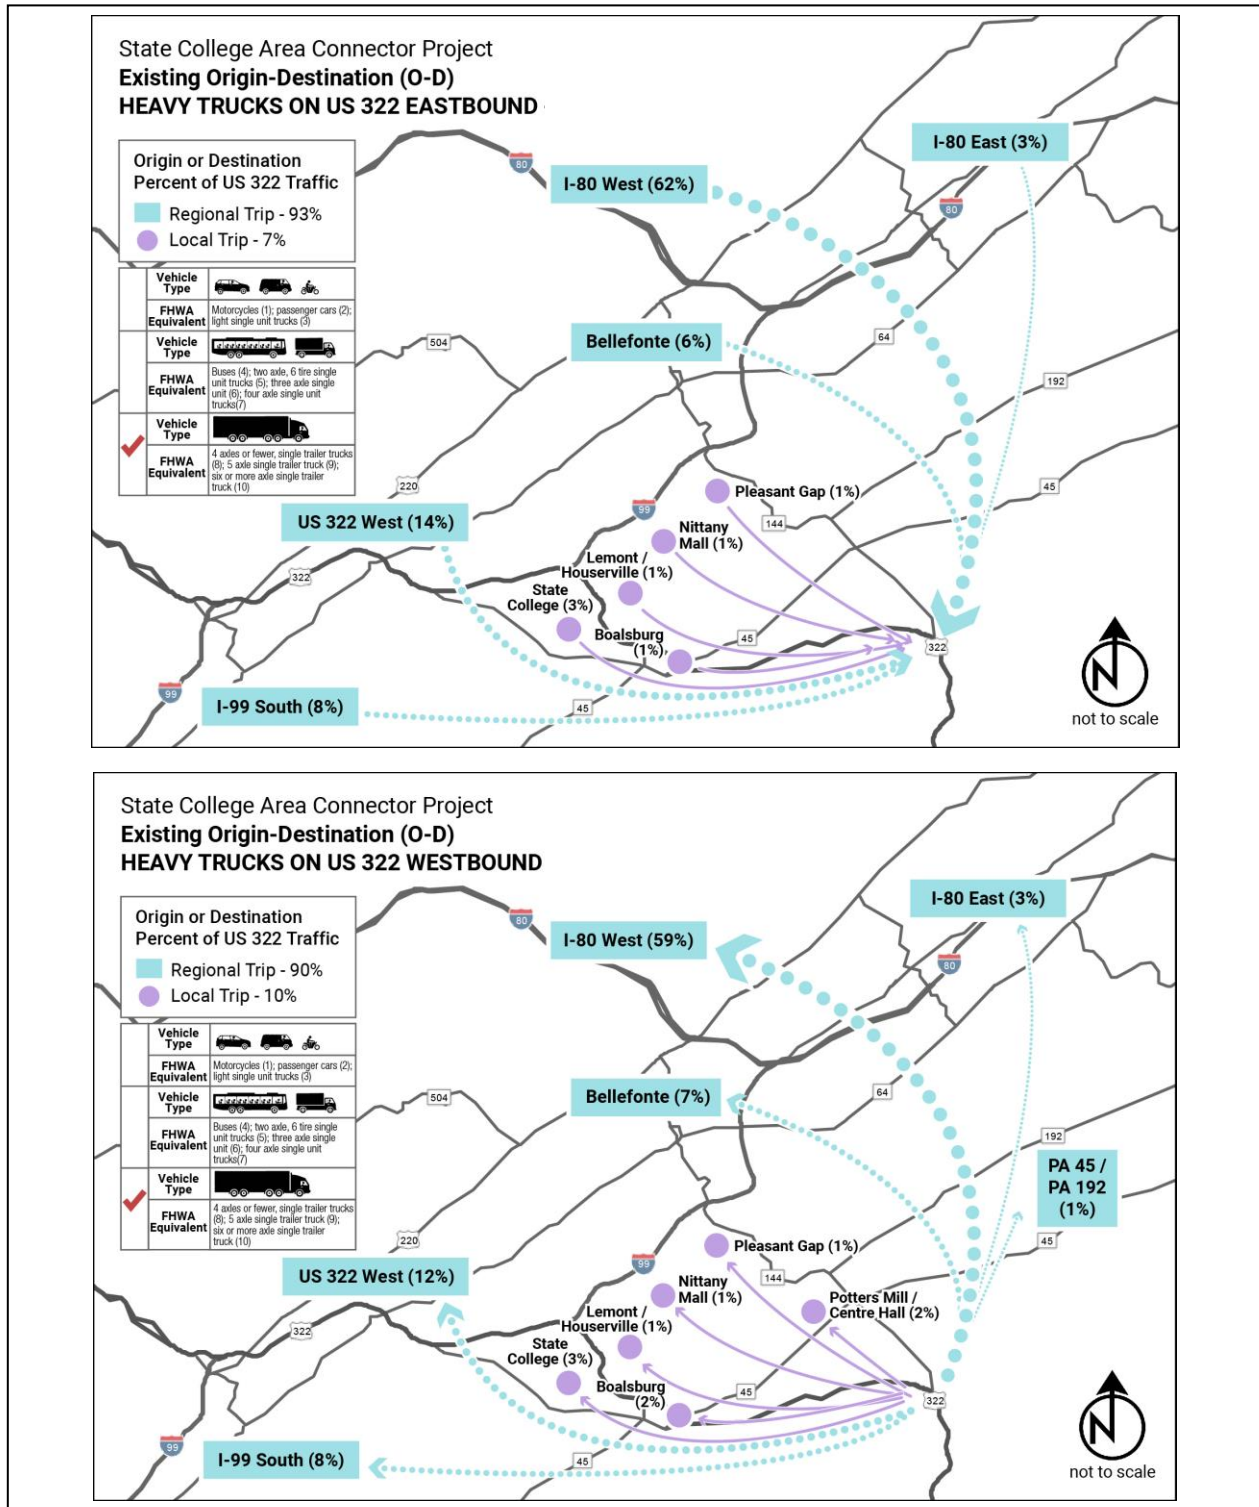 State College Area Connector Project
Existing Origin-Destination (O-D)
HEAVY TRUCKS ON US 322 EASTBOUND
Origin or Destination
Percent of US 322 Traffic
Regional Trip - 93%
Local Trip - 7%
Vehicle
Type
FHWA
Equivalent
Motorcycles (1); passenger cars (2);
light single unit trucks (3)
Vehicle
Type
FHWA
Equivalent
Buses (4); two axle, 6 tire single
unit trucks (5); three axle single
unit (6); four axle single unit
trucks(7)
Vehicle
Type
FHWA
Equivalent
4 axles or fewer, single trailer trucks
(8); 5 axle single trailer truck (9);
six or more axle single trailer
truck (10)
I-80 East (3%)
80
I-80 West (62%)
80
Bellefonte (6%)
504
64
192
220
45
Pleasant Gap (1%)
99
US 322 West (14%)
144
Nittany
Mall (1%)
Lemont /
Houserville (1%)
322
State
College (3%)
Boalsburg
(1%)
45
322
99
I-99 South (8%)
45
N
not to scale
State College Area Connector Project
Existing Origin-Destination (O-D)
HEAVY TRUCKS ON US 322 WESTBOUND
Origin or Destination
Percent of US 322 Traffic
Regional Trip - 90%
Local Trip - 10%
Vehicle
Type
FHWA
Equivalent
Motorcycles (1); passenger cars (2);
light single unit trucks (3)
Vehicle
Type
FHWA
Equivalent
Buses (4); two axle, 6 tire single
unit trucks (5); three axle single
unit (6); four axle single unit
trucks(7)
Vehicle
Type
FHWA
Equivalent
4 axles or fewer, single trailer trucks
(8); 5 axle single trailer truck (9);
six or more axle single trailer
truck (10)
I-80 East (3%)
80
I-80 West (59%)
80
Bellefonte (7%)
504
64
192
PA 45 /
PA 192
(1%)
220
45
Pleasant Gap (1%)
99
US 322 West (12%)
144
Nittany
Mall (1%)
Potters Mill /
Centre Hall (2%)
Lemont /
Houserville (1%)
322
State
College (3%)
Boalsburg
(2%)
45
322
99
I-99 South (8%)
45
N
not to scale